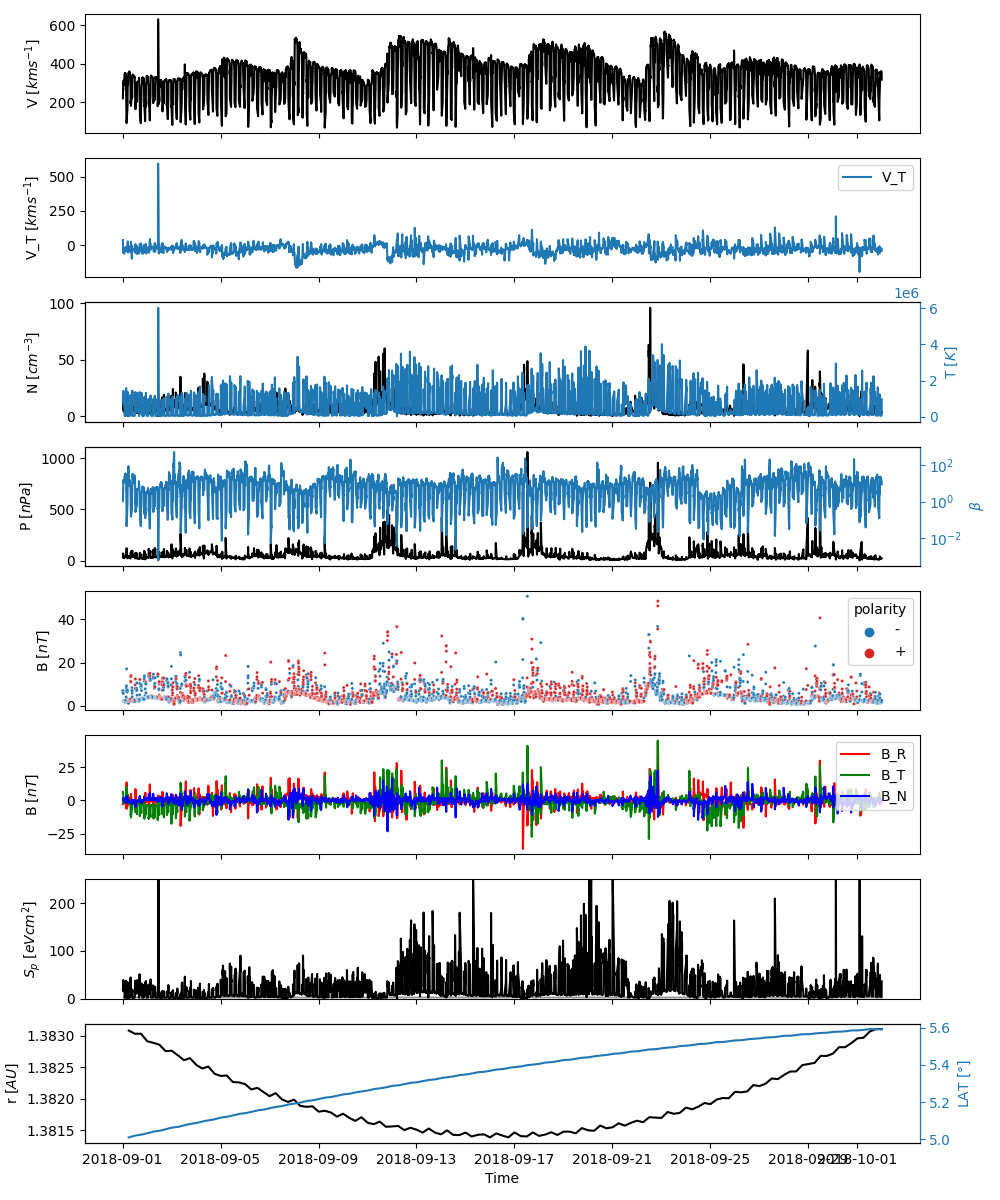 600
400
200
V [kms⁻¹]
500
250
0
V_T [kms⁻¹]
V_T
1e6
100
50
0
N [cm⁻³]
6
4
2
0
T [K]
1000
500
0
P [nPa]
10²
10⁰
10⁻²
β
40
20
0
B [nT]
polarity
-
+
25
0
−25
B [nT]
B_R
B_T
B_N
200
100
0
S_p [eVcm²]
1.3830
1.3825
1.3820
1.3815
r [AU]
5.6
5.4
5.2
5.0
LAT [°]
2018-09-01 2018-09-05 2018-09-09 2018-09-13 2018-09-17 2018-09-21 2018-09-25 2018-09-29 2018-10-01
Time